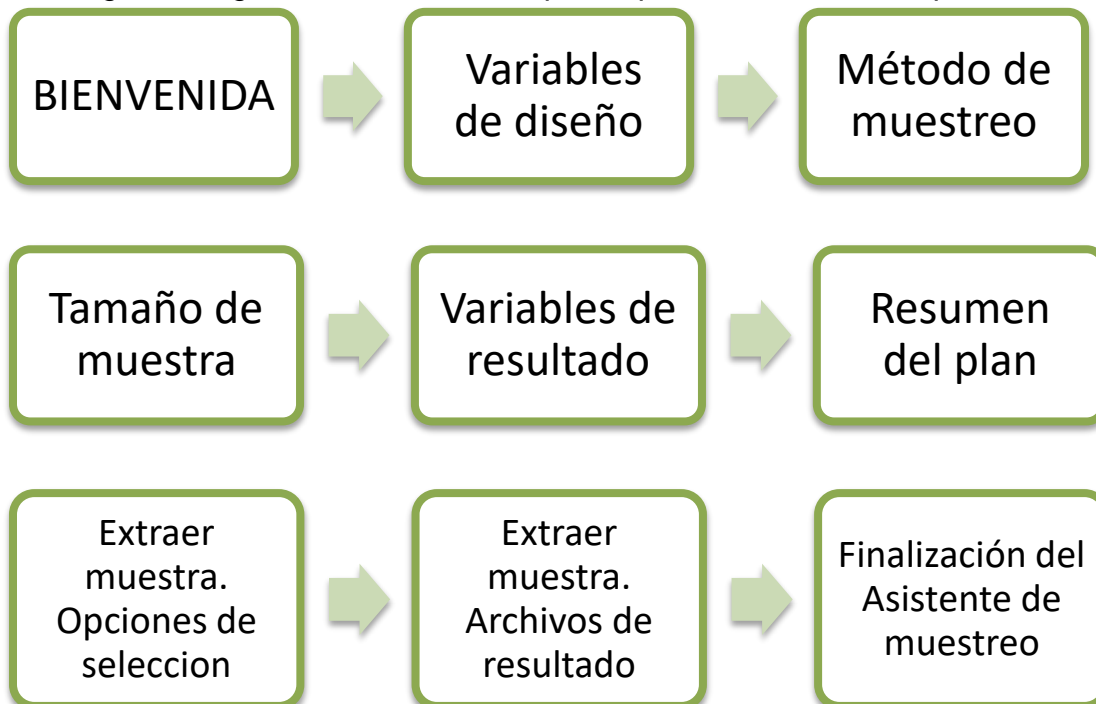 BIENVENIDA
Variables
de diseño
Método de
muestreo
Tamaño de
muestra
Variables de
resultado
Resumen
del plan
Extraer
muestra.
Opciones de
seleccion
Extraer
muestra.
Archivos de
resultado
Finalización del
Asistente de
muestreo